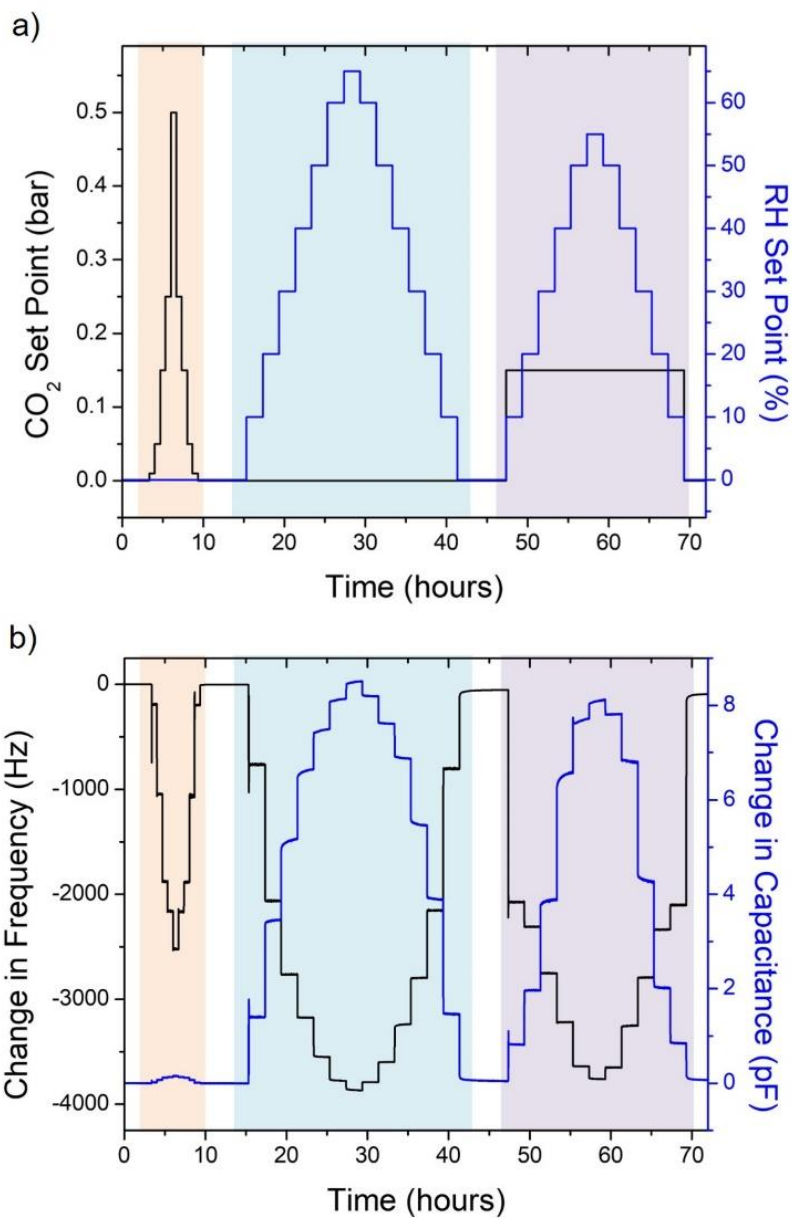 a)
CO₂ Set Point (bar)
0.5
0.4
0.3
0.2
0.1
0.0
RH Set Point (%)
60
50
40
30
20
10
0
0 10 20 30 40 50 60 70
Time (hours)
b)
Change in Frequency (Hz)
0
-1000
-2000
-3000
-4000
Change in Capacitance (pF)
8
6
4
2
0
0 10 20 30 40 50 60 70
Time (hours)